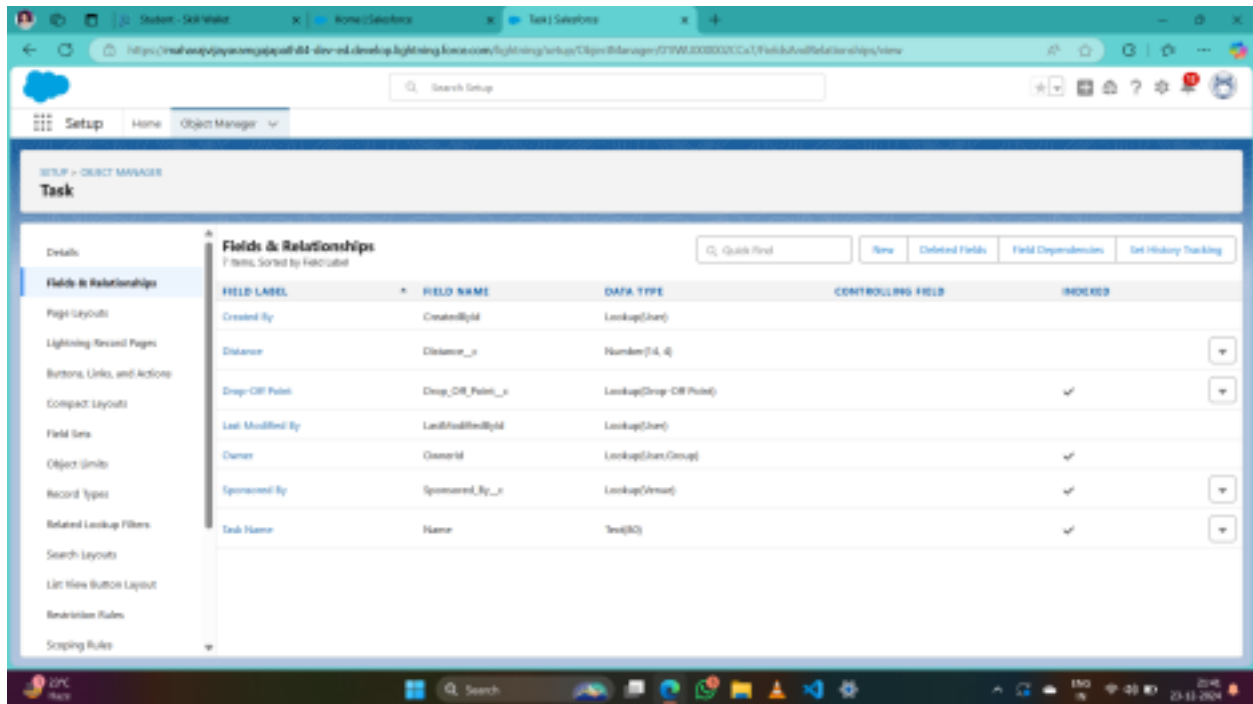 Student - Skill Wallet
Home | Salesforce
Task | Salesforce
Search Setup
Setup
Home
Object Manager
SETUP > OBJECT MANAGER
Task
Details
Fields & Relationships
Page Layouts
Lightning Record Pages
Buttons, Links, and Actions
Compact Layouts
Field Sets
Object Limits
Record Types
Related Lookup Filters
Search Layouts
List View Button Layout
Restriction Rules
Scoping Rules
Fields & Relationships
7 Items, Sorted by Field Label
Quick Find
New
Deleted Fields
Field Dependencies
Set History Tracking
FIELD LABEL FIELD NAME DATA TYPE CONTROLLING FIELD INDEXED
Created By CreatedById Lookup(User)
Distance Distance__c Number(14, 4)
Drop-Off Point Drop_Off_Point__c Lookup(Drop-Off Point)
Last Modified By LastModifiedById Lookup(User)
Owner OwnerId Lookup(User,Group)
Sponsored By Sponsored_By__c Lookup(Venue)
Task Name Name Text(80)
Haze
Search
ENG
IN
23-11-2024